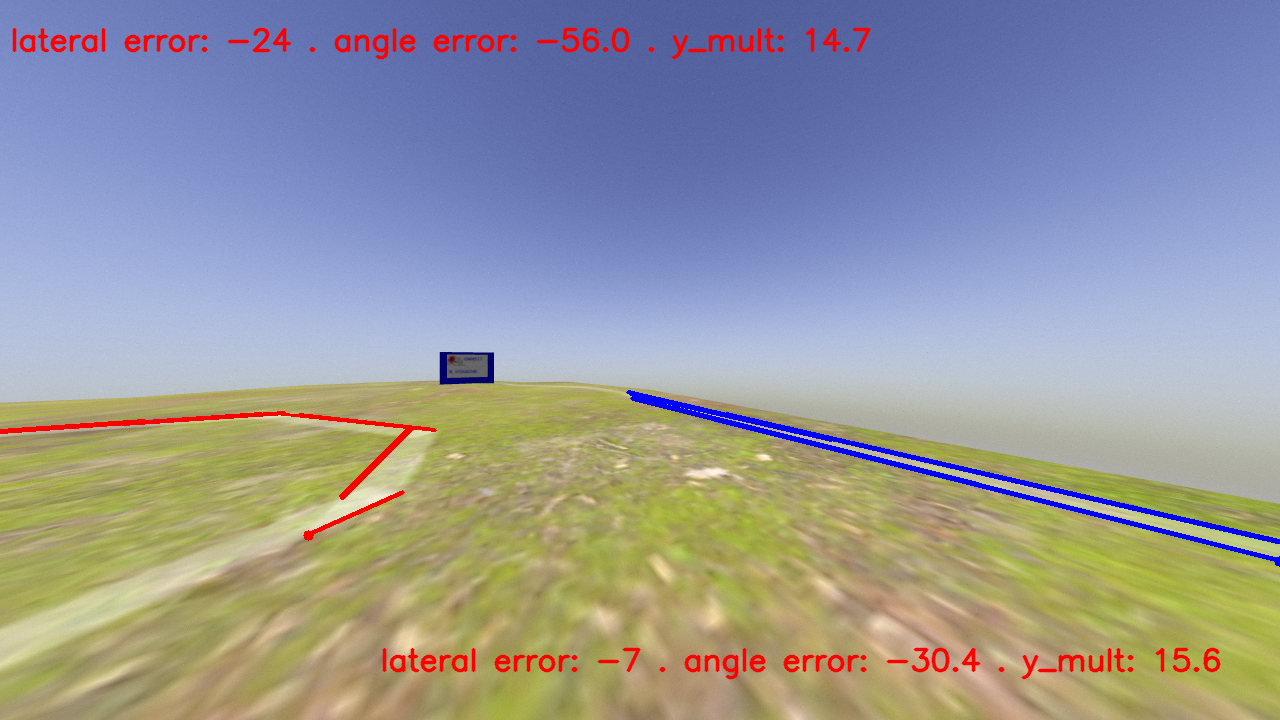 lateral error: -24 . angle error: -56.0 . y_mult: 14.7
lateral error: -7 . angle error: -30.4 . y_mult: 15.6